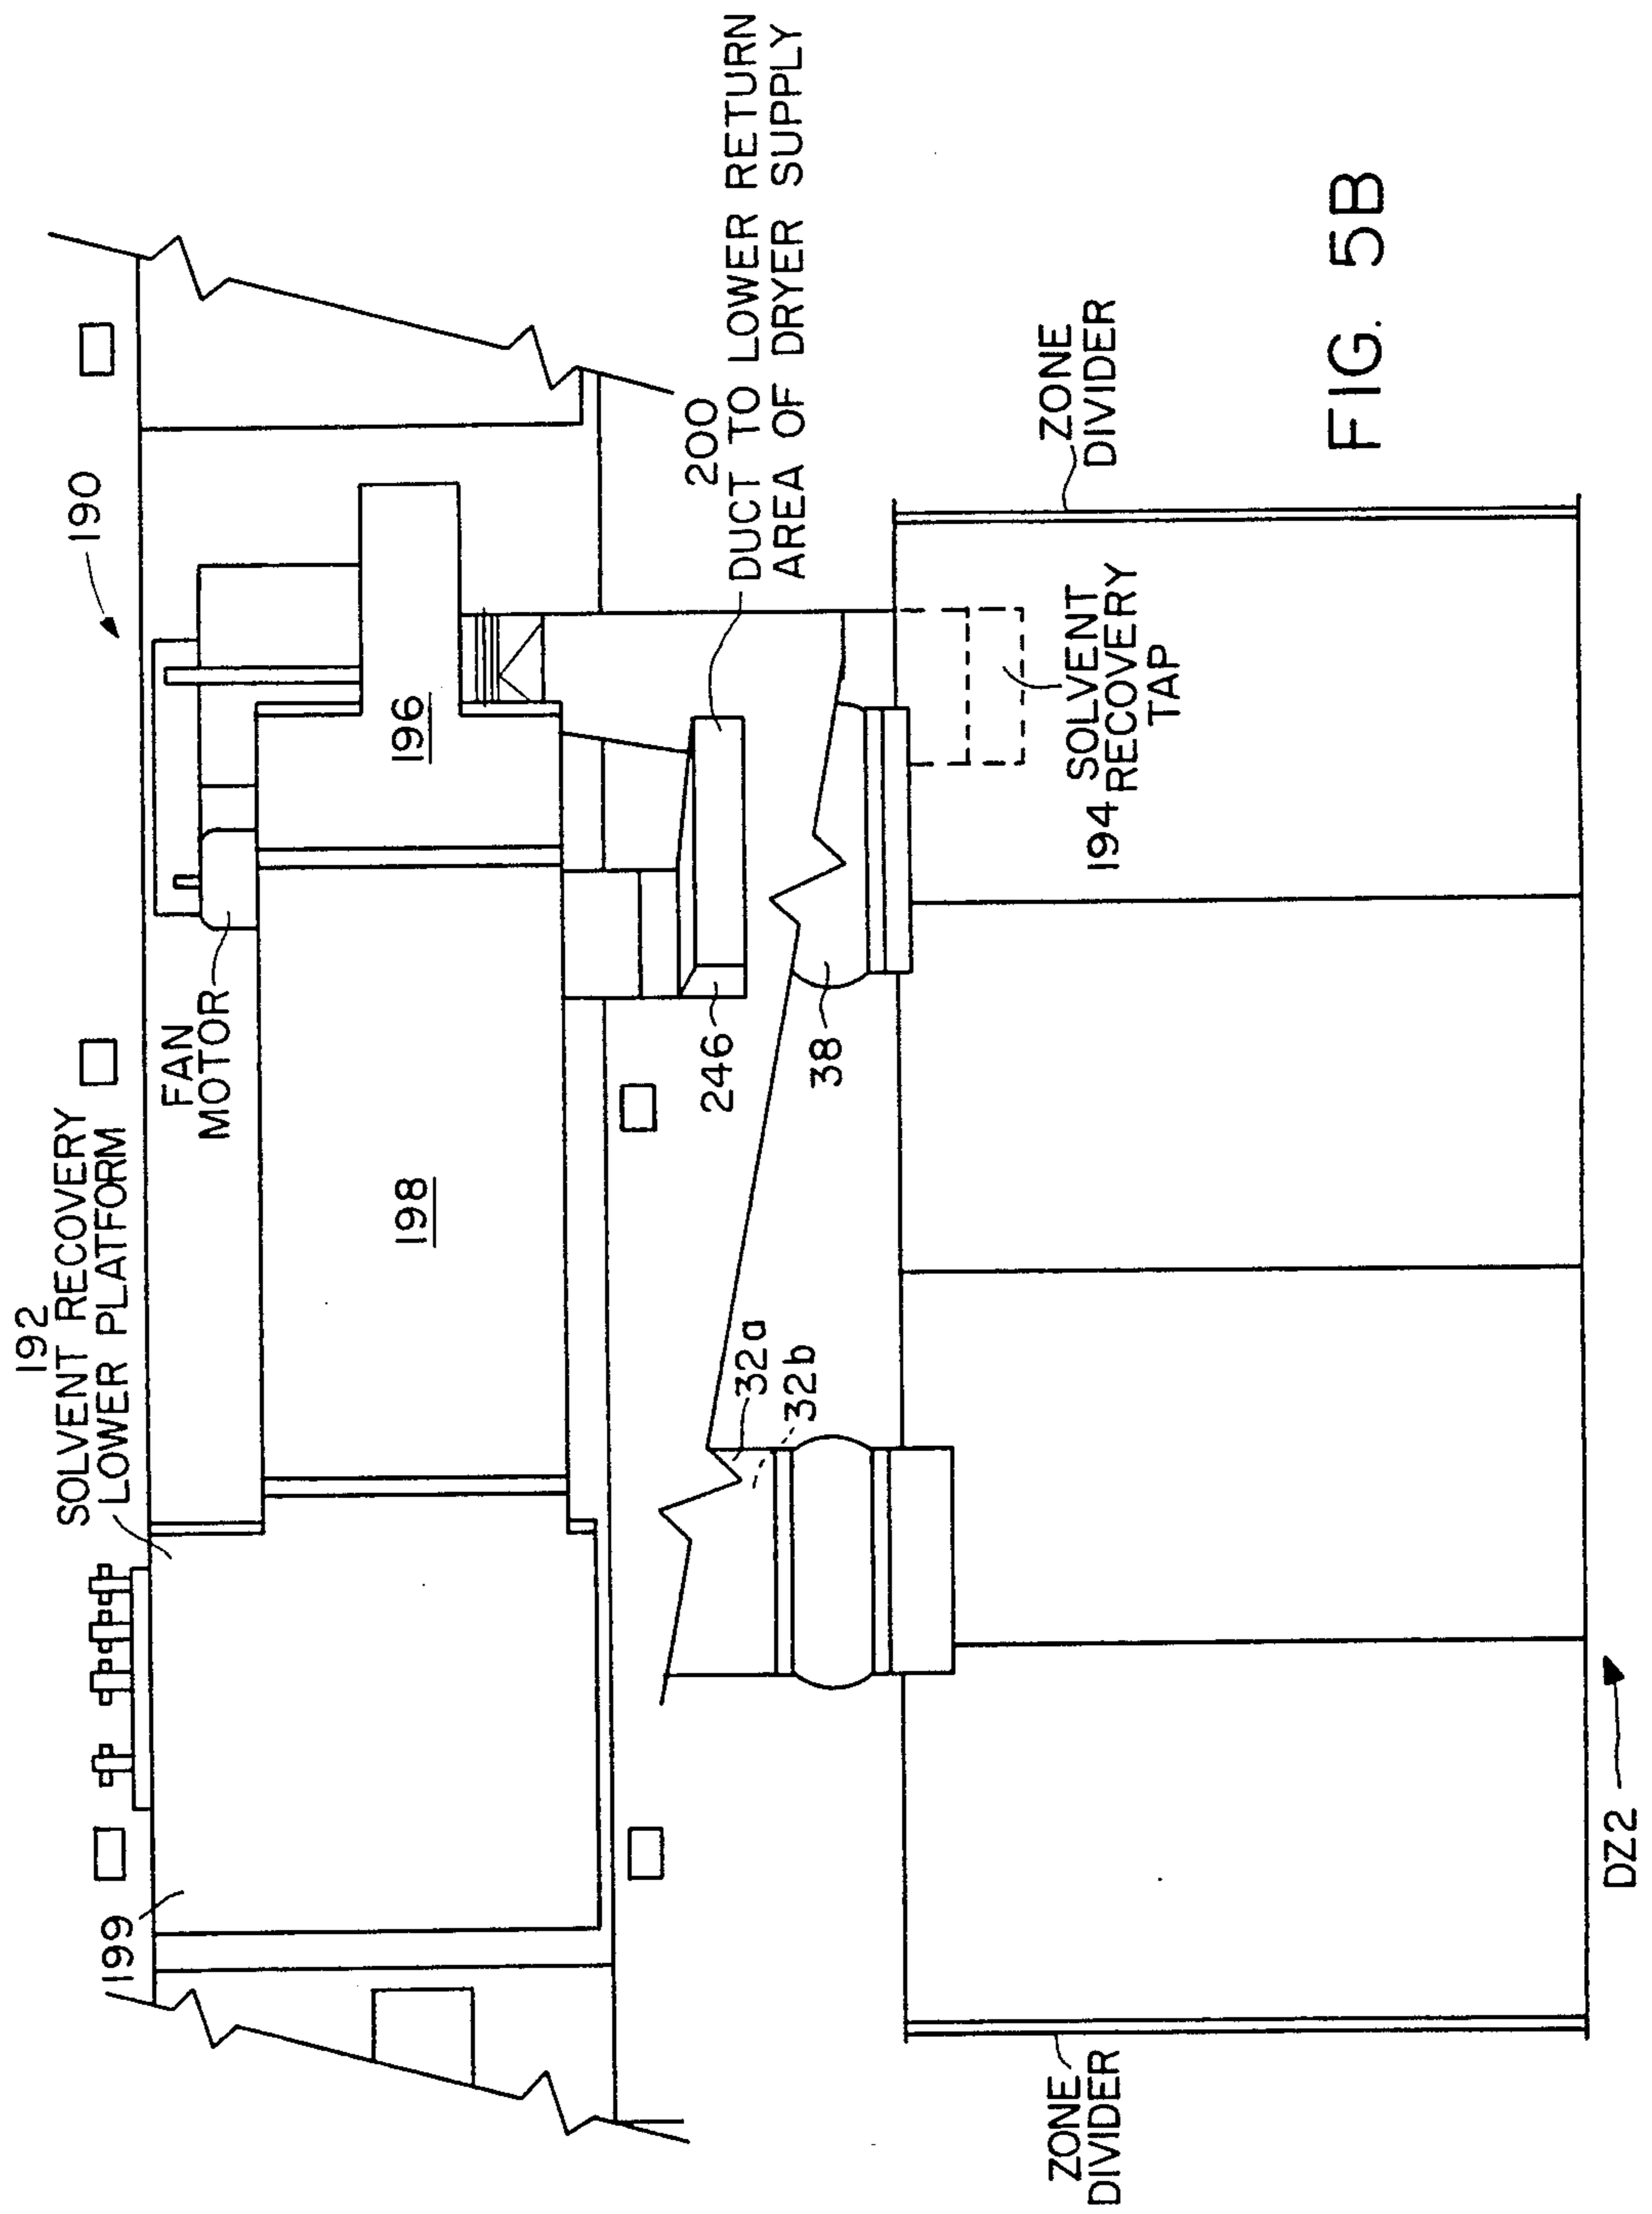 192
SOLVENT RECOVERY
LOWER PLATFORM
190
FAN
MOTOR
199
198
196
200
DUCT TO LOWER RETURN
AREA OF DRYER SUPPLY
246
38
32a
32b
194 SOLVENT
RECOVERY
TAP
ZONE
DIVIDER
ZONE
DIVIDER
DZ2
FIG. 5B